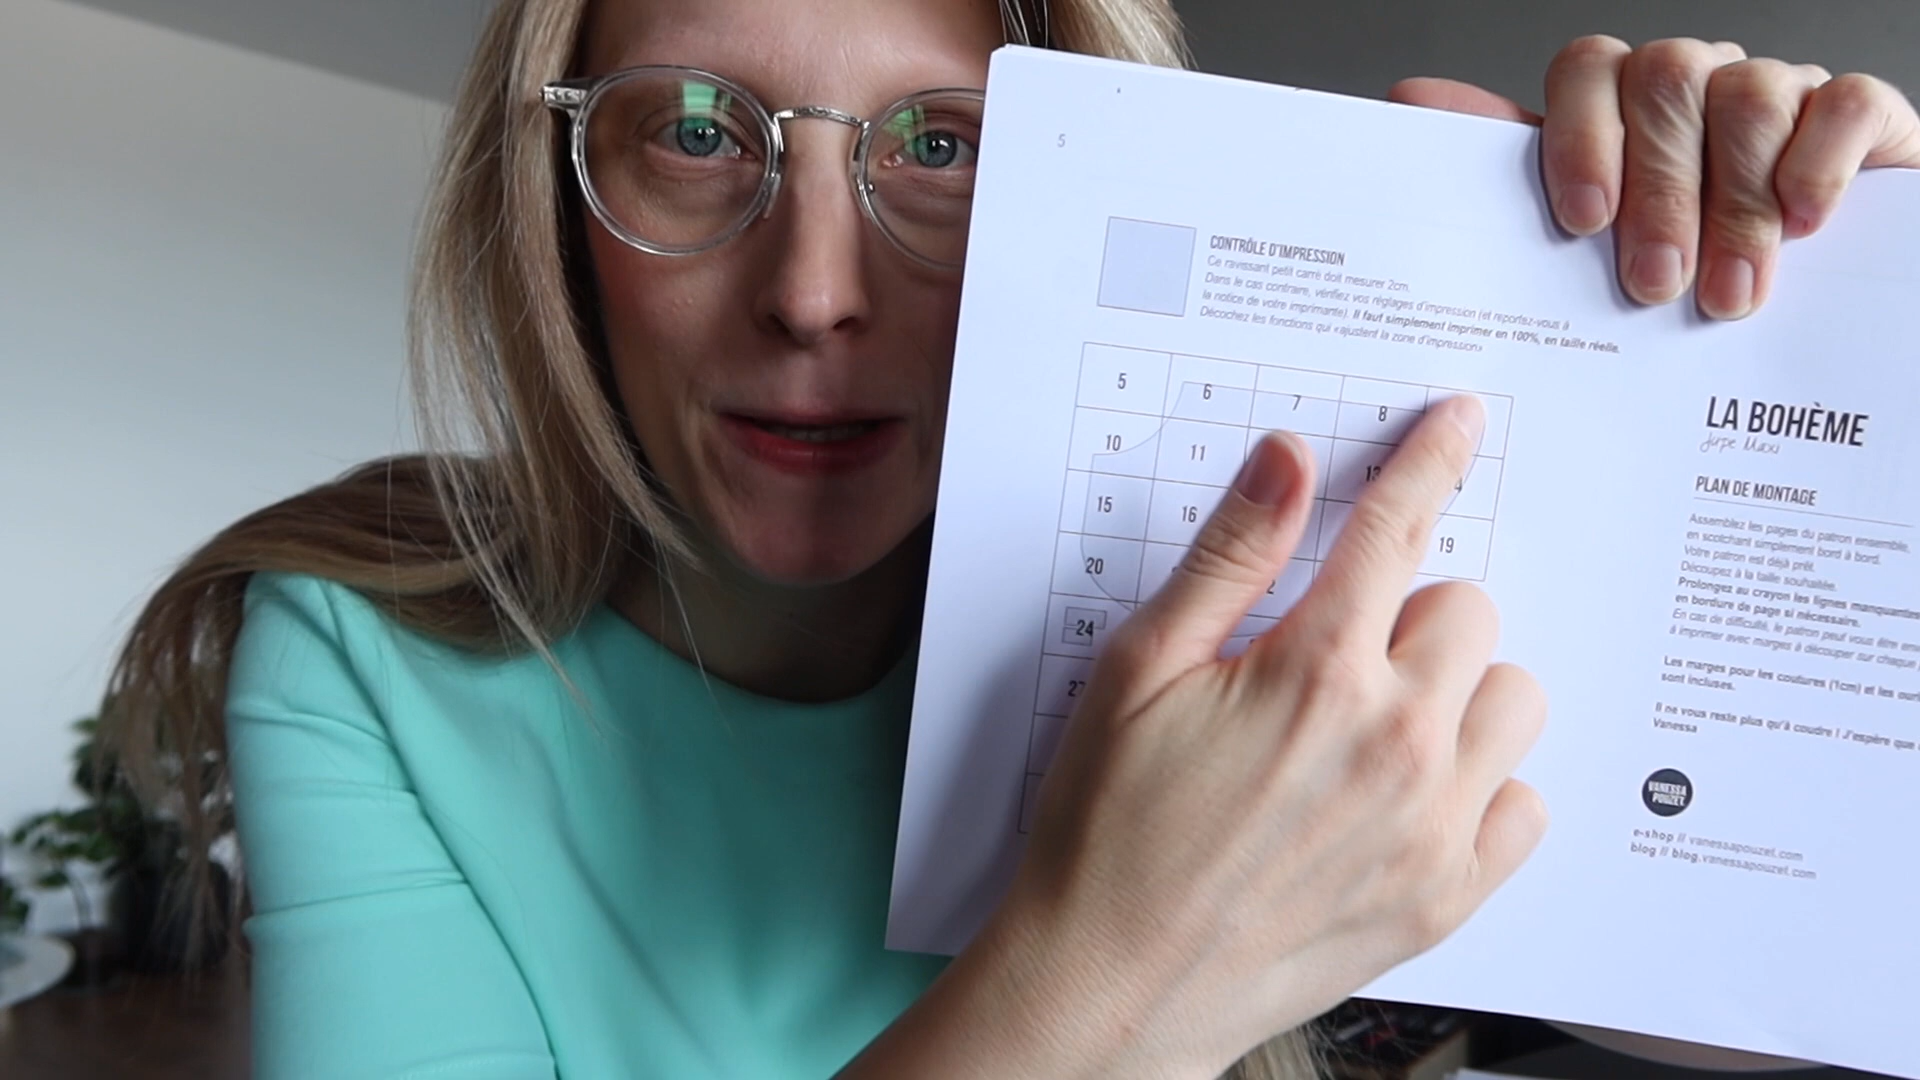 5
CONTRÔLE D'IMPRESSION
Ce ravissant petit carré doit mesurer 2cm.
Dans le cas contraire, vérifiez vos réglages d'impression (et reportez-vous à
la notice de votre imprimante). Il faut simplement imprimer en 100%, en taille réelle.
Décochez les fonctions qui «ajustent la zone d'impression»
5 6 7 8
10 11 13
15 16 19
20
24
27
LA BOHÈME
Jupe Maxi
PLAN DE MONTAGE
Assemblez les pages du patron ensemble,
en scotchant simplement bord à bord.
Votre patron est déjà prêt.
Découpez à la taille souhaitée.
Prolongez au crayon les lignes manquantes
en bordure de page si nécessaire.
En cas de difficulté, le patron peut vous être
à imprimer avec marges à découper sur chaque
Les marges pour les coutures (1cm) et les
sont incluses.
Il ne vous reste plus qu'à coudre ! J'espère que
Vanessa
VANESSA
POUZET
e-shop // vanessapouzet.com
blog // blog.vanessapouzet.com